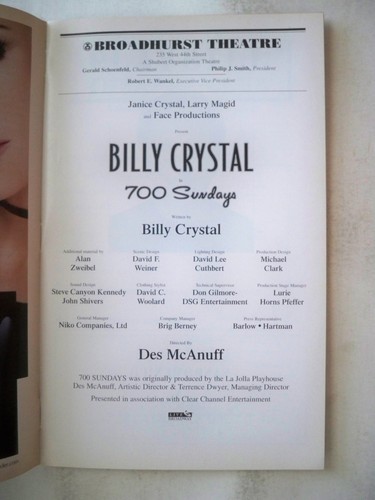 BROADHURST THEATRE
235 West 44th Street
A Shubert Organization Theatre
Gerald Schoenfeld, Chairman Philip J. Smith, President
Robert E. Wankel, Executive Vice President
Janice Crystal, Larry Magid
and Face Productions
Present
BILLY CRYSTAL
in
700 Sundays
Written by
Billy Crystal
Additional material by Scenic Design Lighting Design Production Design
Alan David F. David Lee Michael
Zweibel Weiner Cuthbert Clark
Sound Design Clothing Stylist Technical Supervisor Production Stage Manager
Steve Canyon Kennedy David C. Don Gilmore- Lurie
John Shivers Woolard DSG Entertainment Horns Pfeffer
General Manager Company Manager Press Representative
Niko Companies, Ltd Brig Berney Barlow • Hartman
Directed By
Des McAnuff
700 SUNDAYS was originally produced by the La Jolla Playhouse
Des McAnuff, Artistic Director & Terrence Dwyer, Managing Director
Presented in association with Clear Channel Entertainment
LIVE
BROADWAY